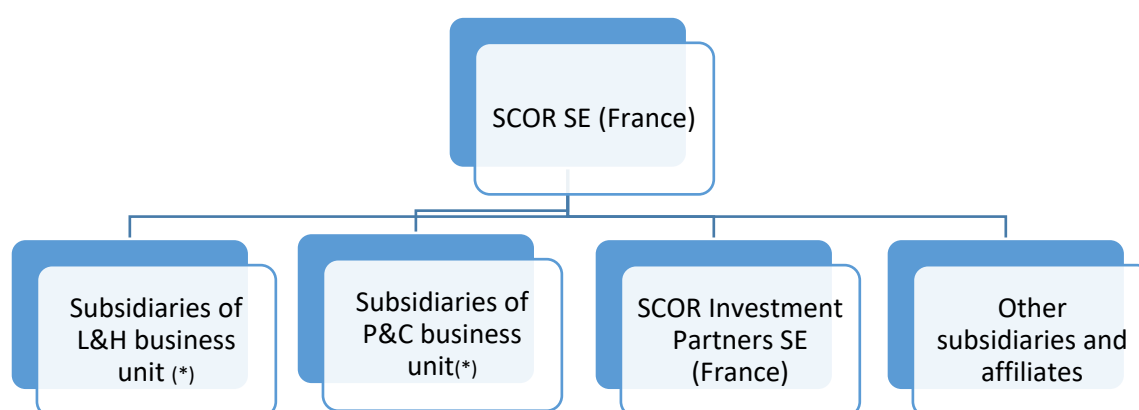 SCOR SE (France)
Subsidiaries of
L&H business
unit (*)
Subsidiaries of
P&C business
unit(*)
SCOR Investment
Partners SE
(France)
Other
subsidiaries and
affiliates